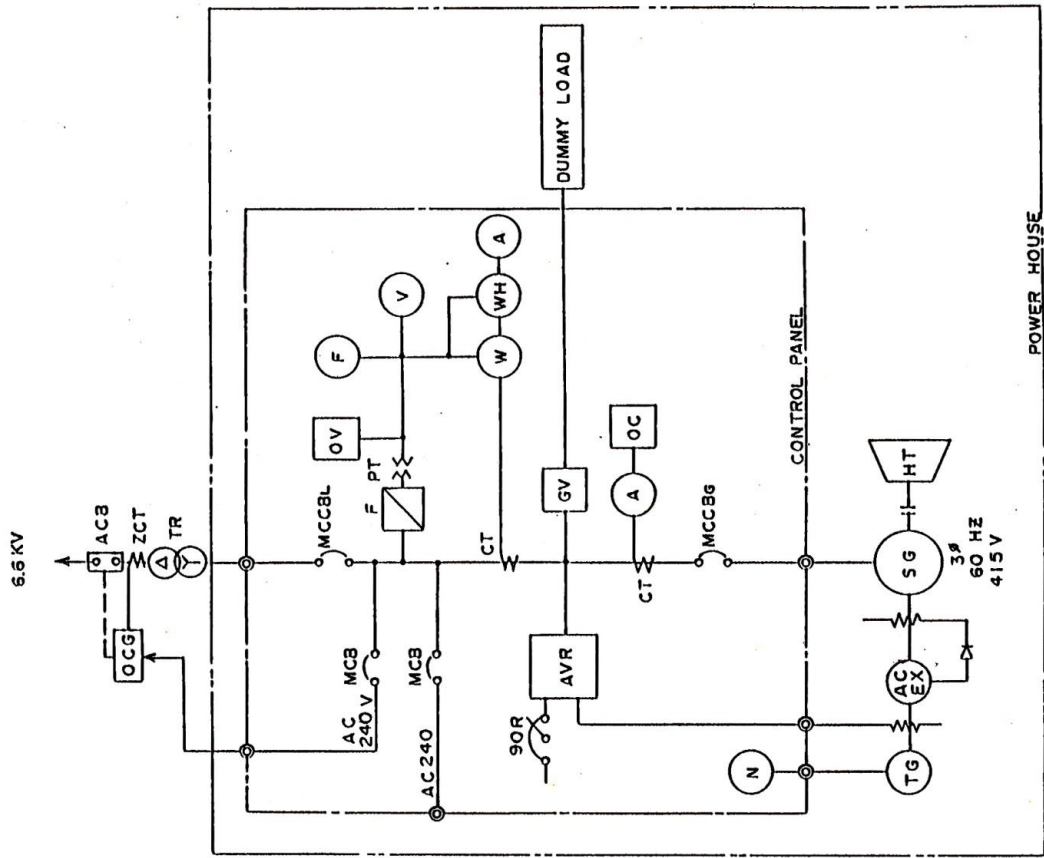 6.6 KV
ACB
ZCT
TR
OCG
MCCBL
AC
240 V
MCB
AC 240
MCB
F
PT
OV
F
V
W
WH
A
CT
AVR
90R
GV
DUMMY LOAD
CT
A
OC
MCCBG
CONTROL PANEL
N
TG
AC
EX
SG
3ø
60 HZ
415 V
HT
POWER HOUSE